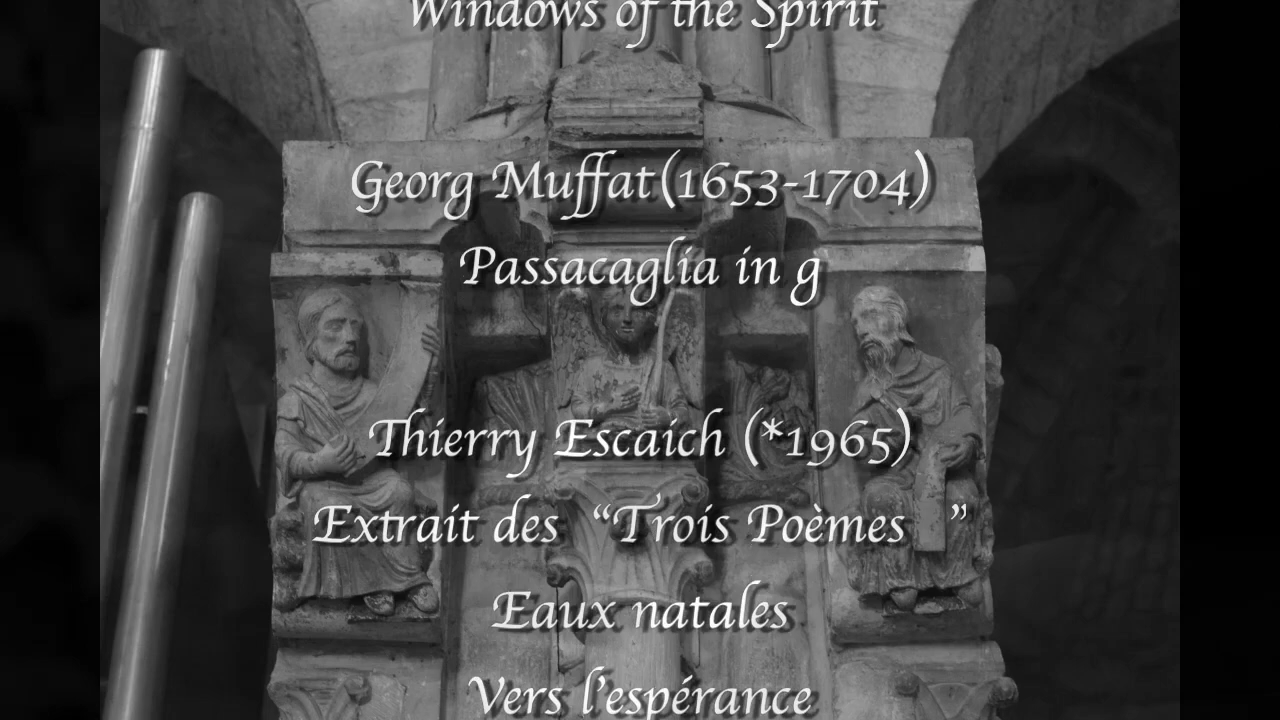 Windows of the Spirit
Georg Muffat(1653-1704)
Passacaglia in g
Thierry Escaich (*1965)
Extrait des “Trois Poèmes ”
Eaux natales
Vers l'espérance